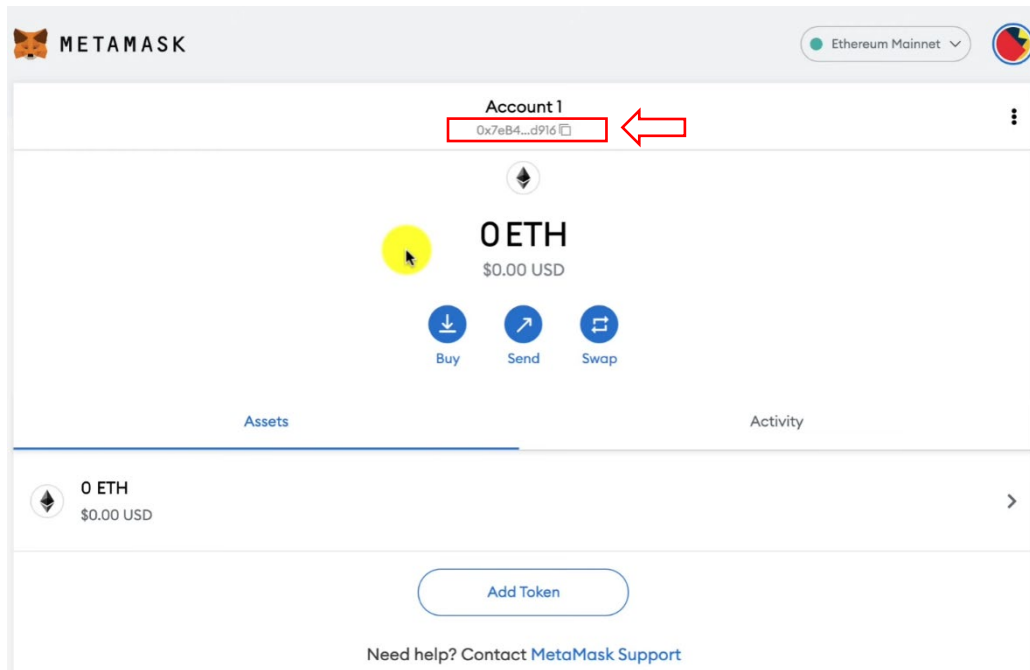 METAMASK
Ethereum Mainnet
Account 1
0x7eB4...d916
0 ETH
$0.00 USD
Buy Send Swap
Assets Activity
0 ETH
$0.00 USD
Add Token
Need help? Contact MetaMask Support